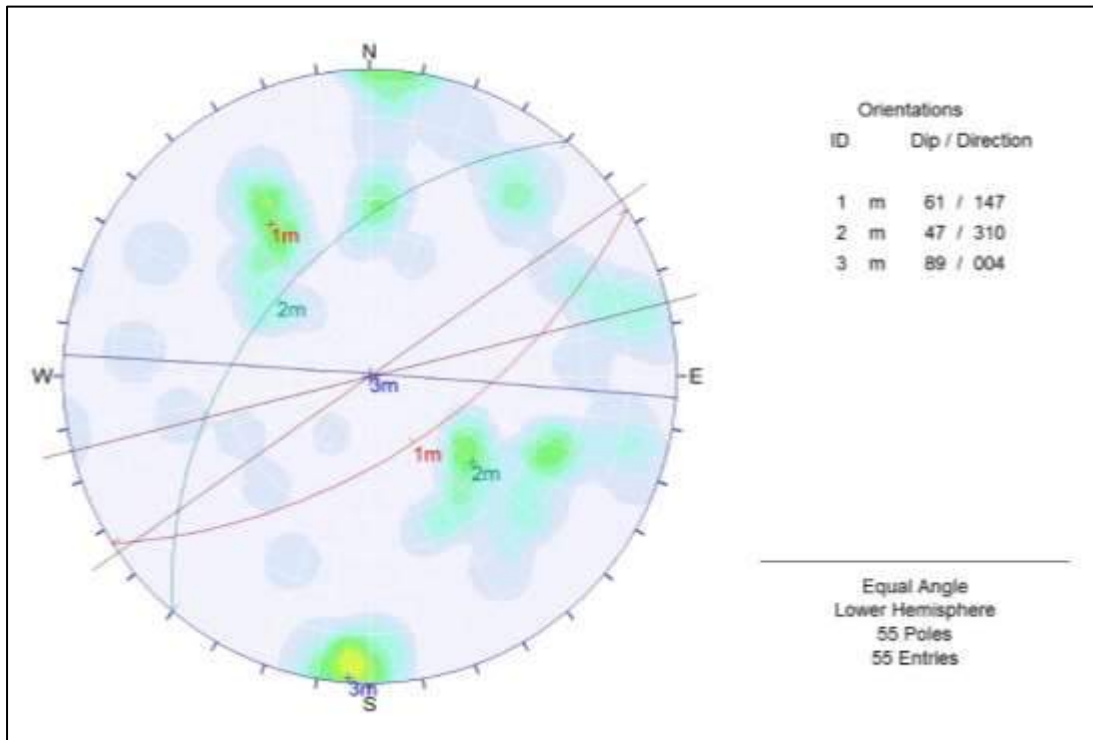 N
Orientations
ID Dip / Direction
1 m 61 / 147
2 m 47 / 310
3 m 89 / 004
1m
2m
W
3m
E
1m
2m
3m
S
Equal Angle
Lower Hemisphere
55 Poles
55 Entries